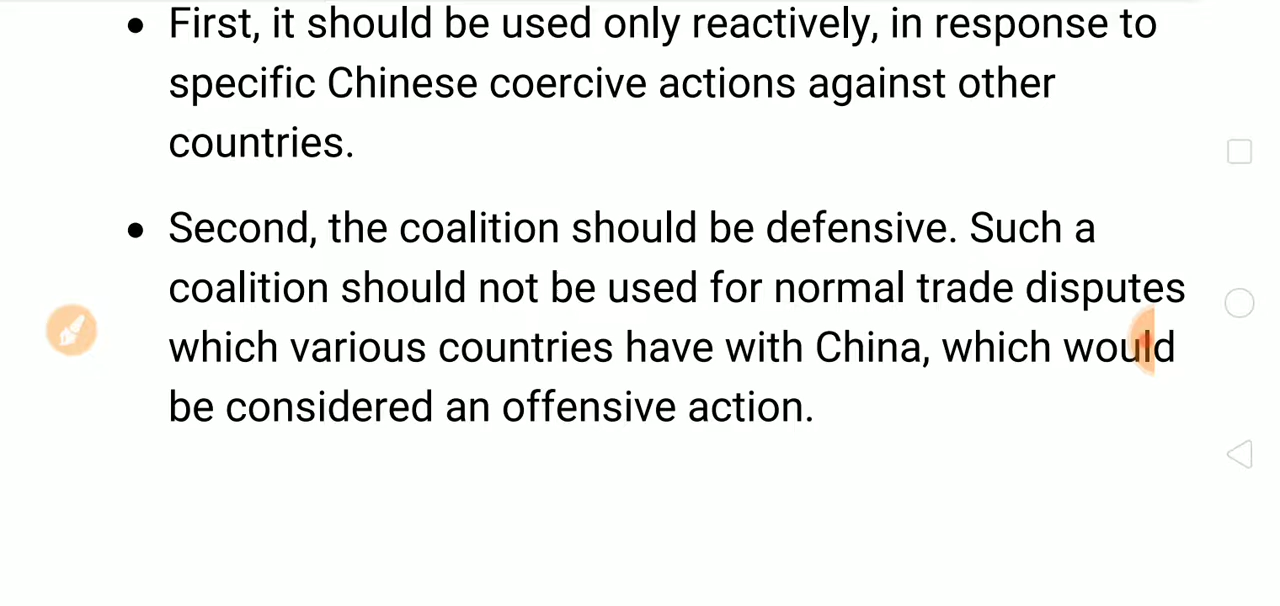 • First, it should be used only reactively, in response to
specific Chinese coercive actions against other
countries.
• Second, the coalition should be defensive. Such a
coalition should not be used for normal trade disputes
which various countries have with China, which would
be considered an offensive action.